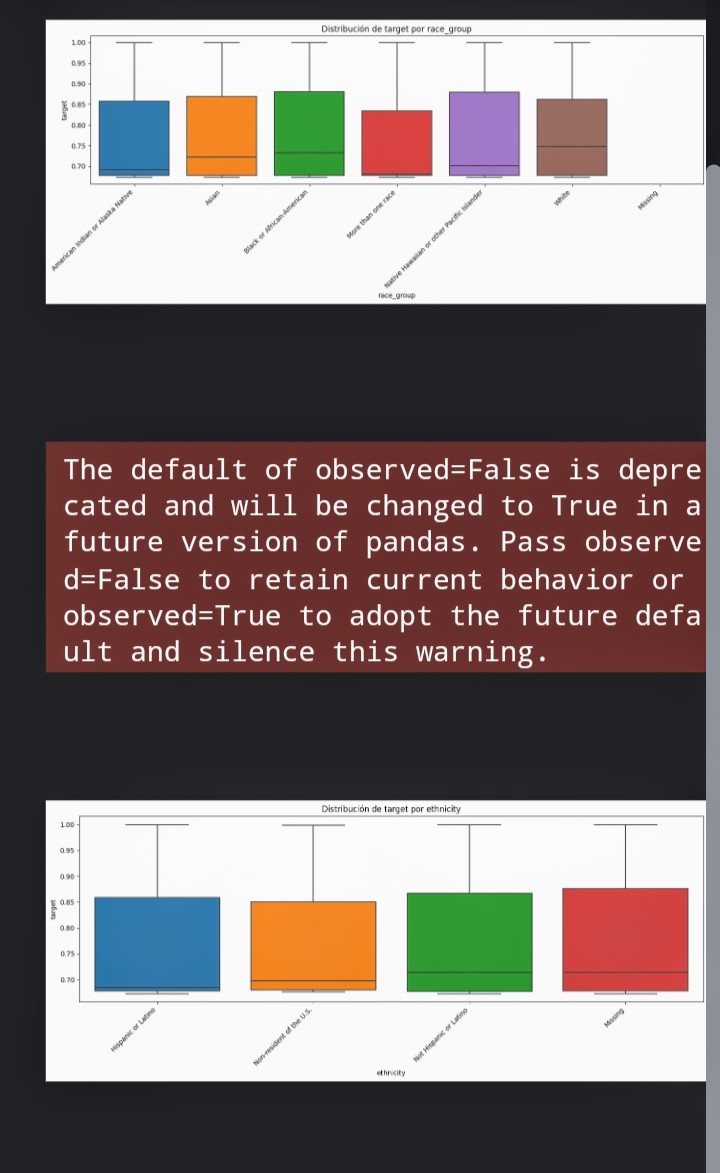 Distribución de target por race_group
1.00
0.95
0.90
0.85
0.80
0.75
0.70
target
American Indian or Alaska Native
Asian
Black or African-American
More than one race
Native Hawaiian or other Pacific Islander
White
Missing
race_group
The default of observed=False is depre
cated and will be changed to True in a
future version of pandas. Pass observe
d=False to retain current behavior or
observed=True to adopt the future defa
ult and silence this warning.
Distribución de target por ethnicity
1.00
0.95
0.90
0.85
0.80
0.75
0.70
target
Hispanic or Latino
Non-resident of the U.S.
Not Hispanic or Latino
Missing
ethnicity